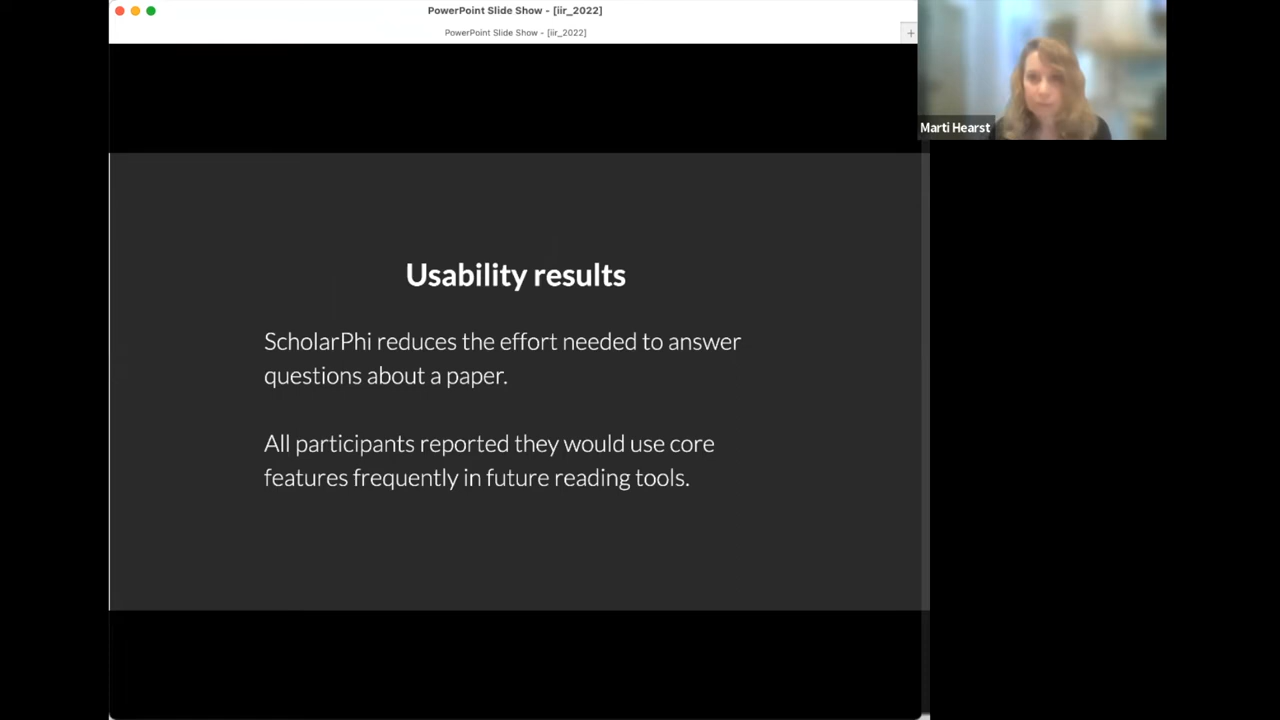 PowerPoint Slide Show - [iir_2022]
PowerPoint Slide Show - [iir_2022]
+
Marti Hearst
Usability results
ScholarPhi reduces the effort needed to answer
questions about a paper.
All participants reported they would use core
features frequently in future reading tools.